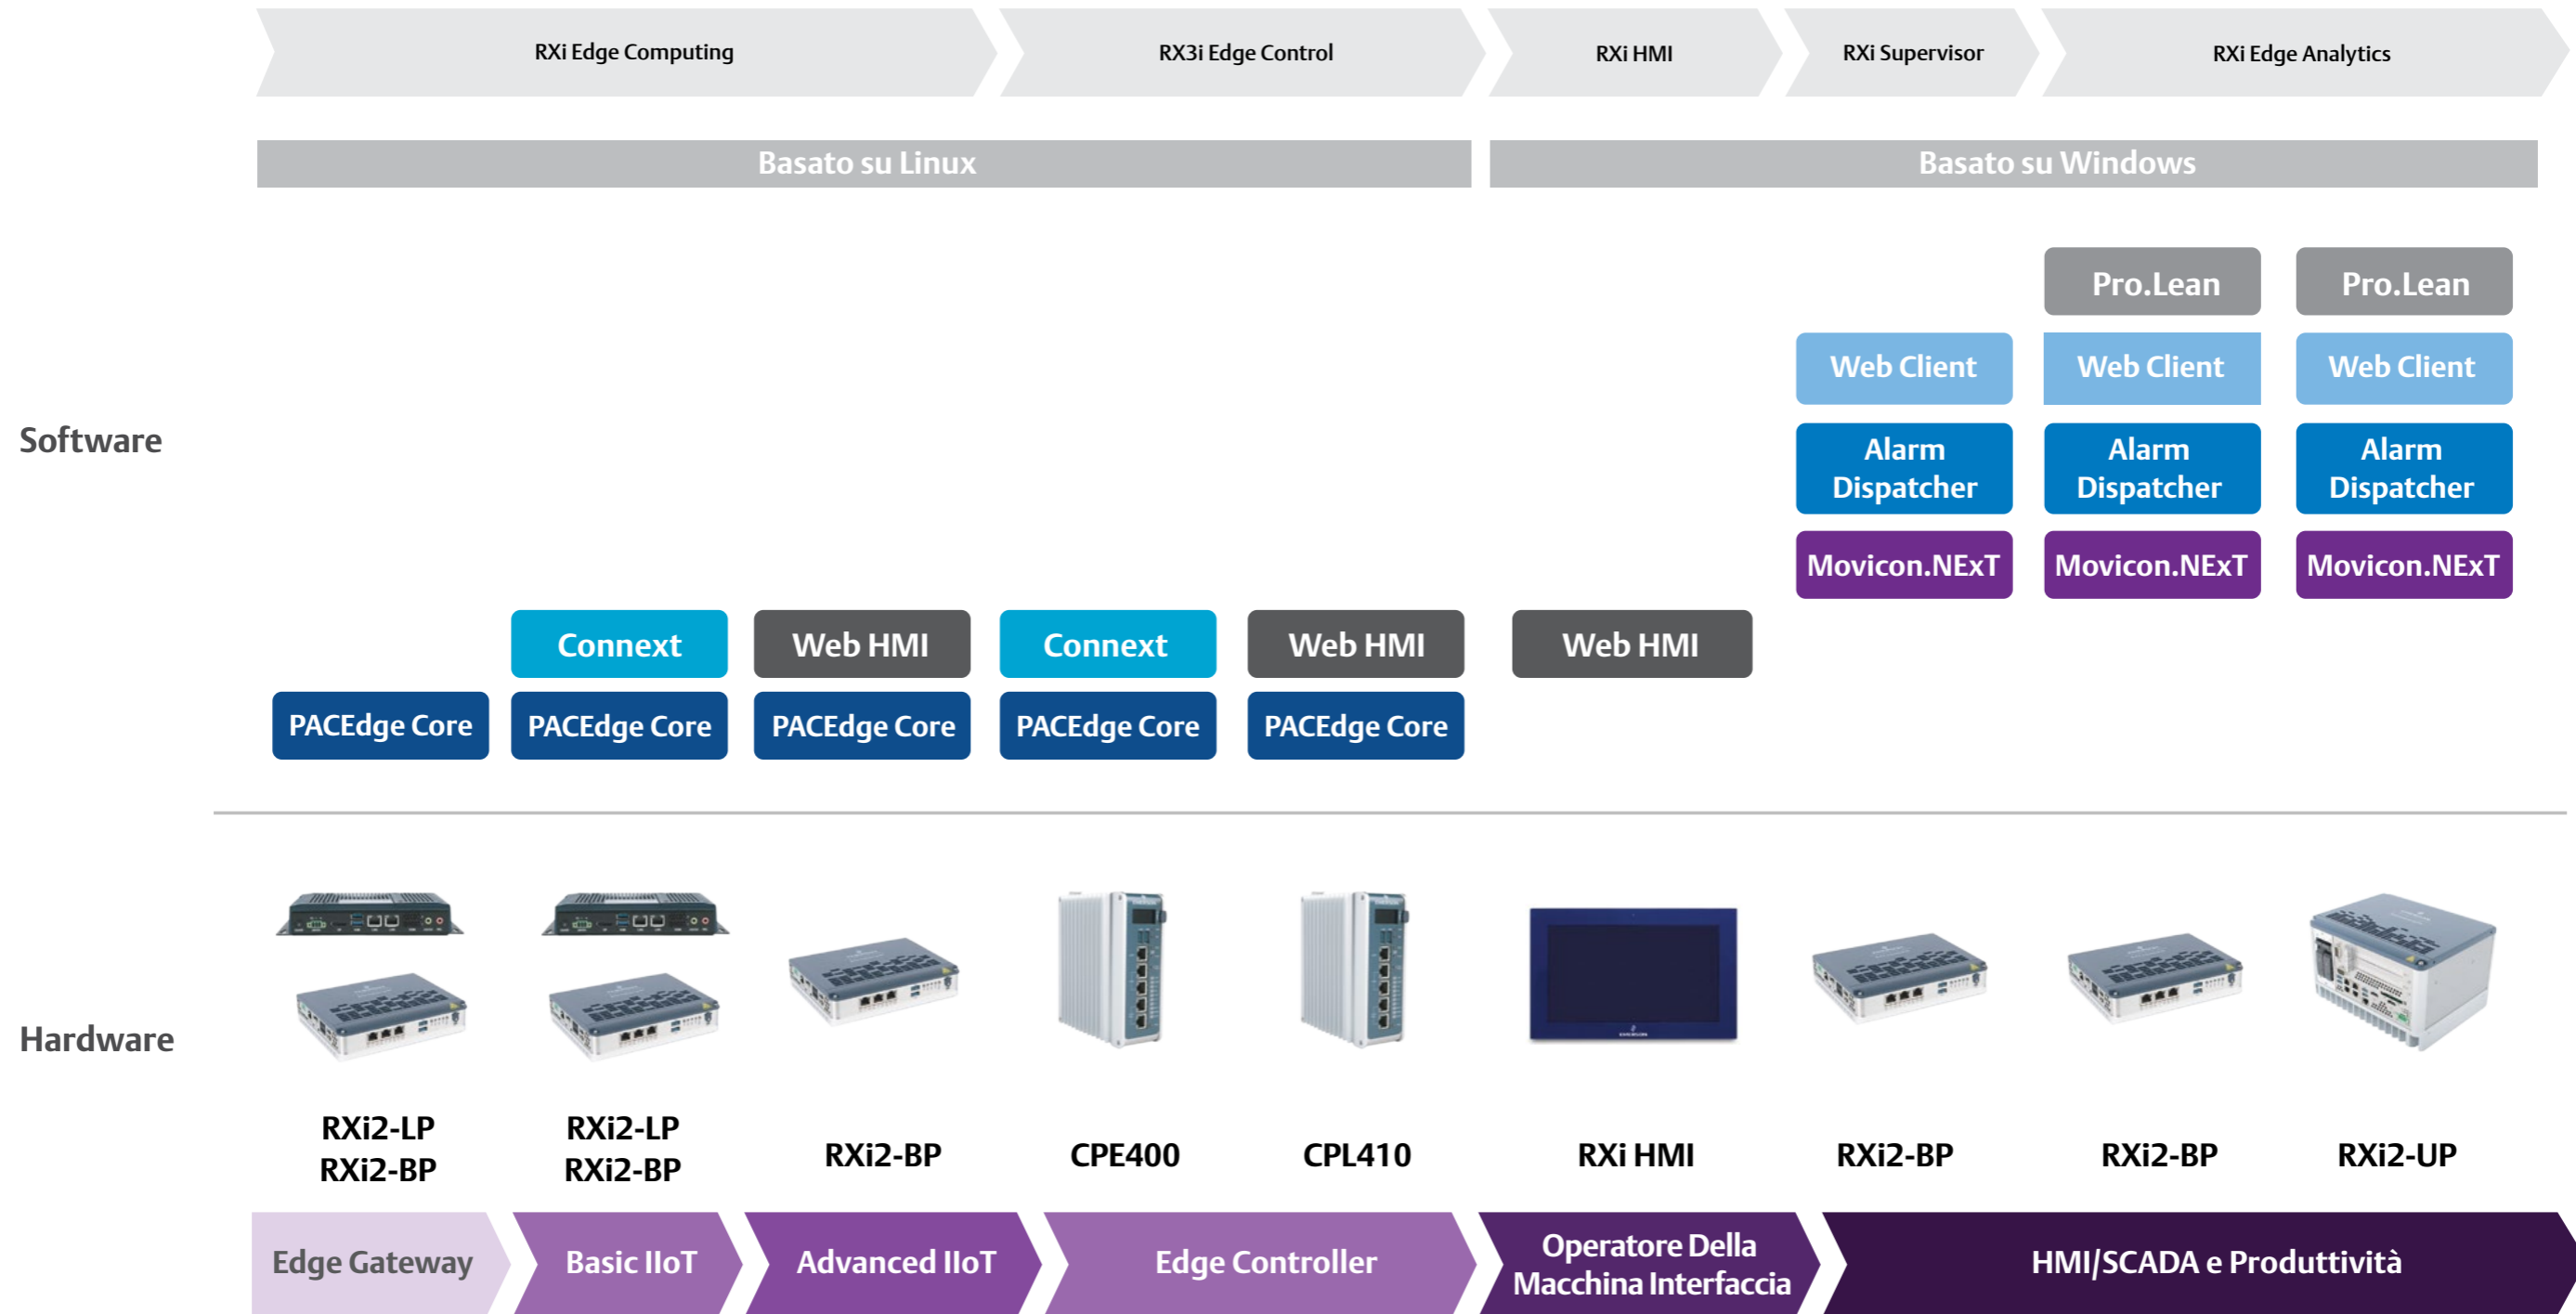 RXi Edge Computing
RX3i Edge Control
RXi HMI
RXi Supervisor
RXi Edge Analytics
Basato su Linux
Basato su Windows
Software
Pro.Lean
Pro.Lean
Web Client
Web Client
Web Client
Alarm
Dispatcher
Alarm
Dispatcher
Alarm
Dispatcher
Movicon.NExT
Movicon.NExT
Movicon.NExT
Connext
Web HMI
Connext
Web HMI
Web HMI
PACEdge Core
PACEdge Core
PACEdge Core
PACEdge Core
PACEdge Core
Hardware
RXi2-LP
RXi2-BP
RXi2-LP
RXi2-BP
RXi2-BP
CPE400
CPL410
RXi HMI
RXi2-BP
RXi2-BP
RXi2-UP
Edge Gateway
Basic IIoT
Advanced IIoT
Edge Controller
Operatore Della
Macchina Interfaccia
HMI/SCADA e Produttività